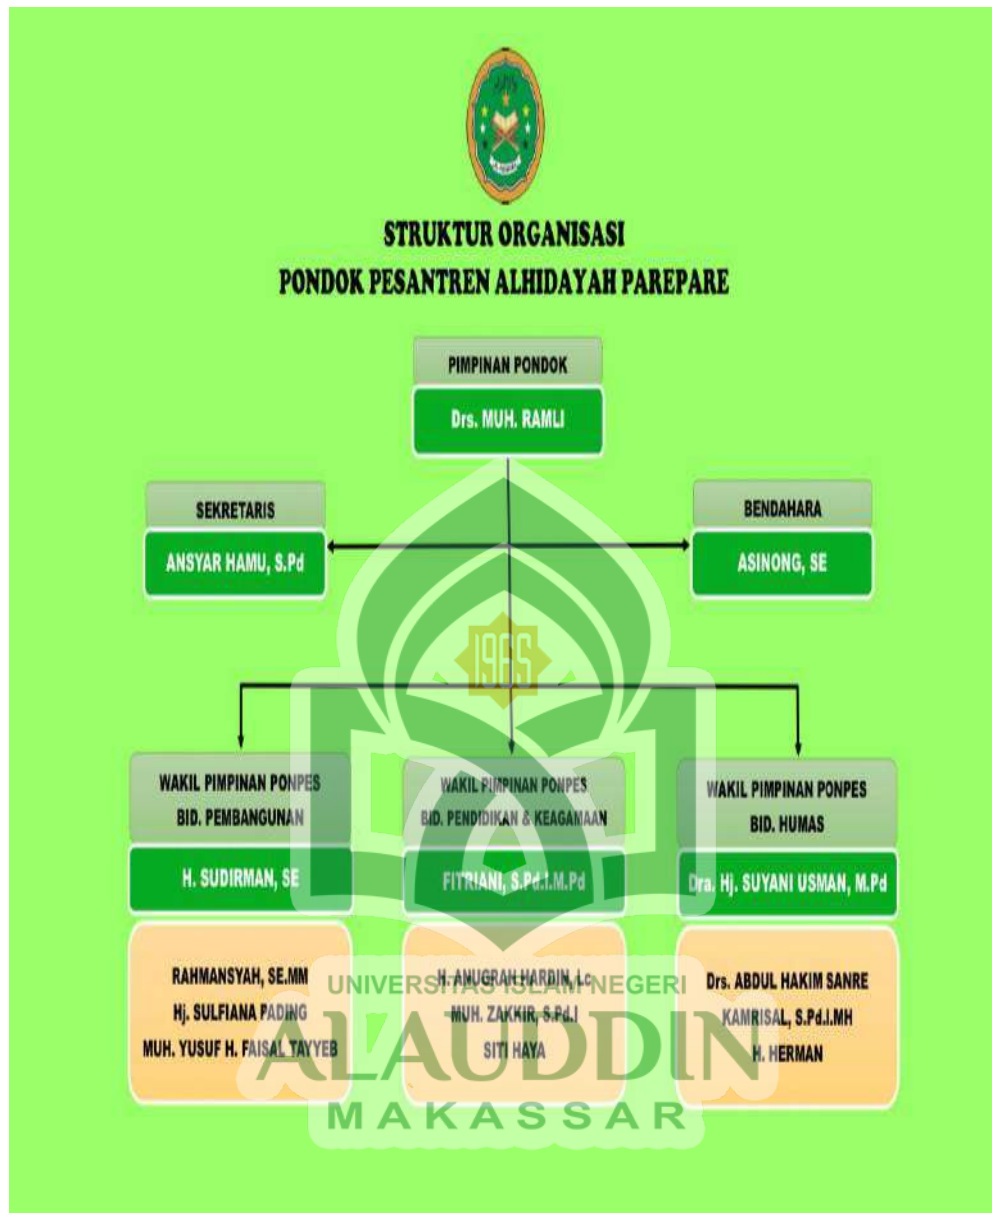 STRUKTUR ORGANISASI
PONDOK PESANTREN ALHIDAYAH PAREPARE
PIMPINAN PONDOK
Drs. MUH. RAMLI
SEKRETARIS
ANSYAR HAMU, S.Pd
BENDAHARA
ASINONG, SE
1965
WAKIL PIMPINAN PONPES
BID. PEMBANGUNAN
H. SUDIRMAN, SE
RAHMANSYAH, SE.MM
Hj. SULFIANA PADING
MUH. YUSUF H. FAISAL TAYYEB
WAKIL PIMPINAN PONPES
BID. PENDIDIKAN & KEAGAMAAN
FITRIANI, S.Pd.I.M.Pd
H. ANUGRAH HARDIN, Lc
MUH. ZAKKIR, S.Pd.I
SITI HAYA
WAKIL PIMPINAN PONPES
BID. HUMAS
Dra. Hj. SUYANI USMAN, M.Pd
Drs. ABDUL HAKIM SANRE
KAMRISAL, S.Pd.I.MH
H. HERMAN
UNIVERSITAS ISLAM NEGERI
ALAUDDIN
MAKASSAR